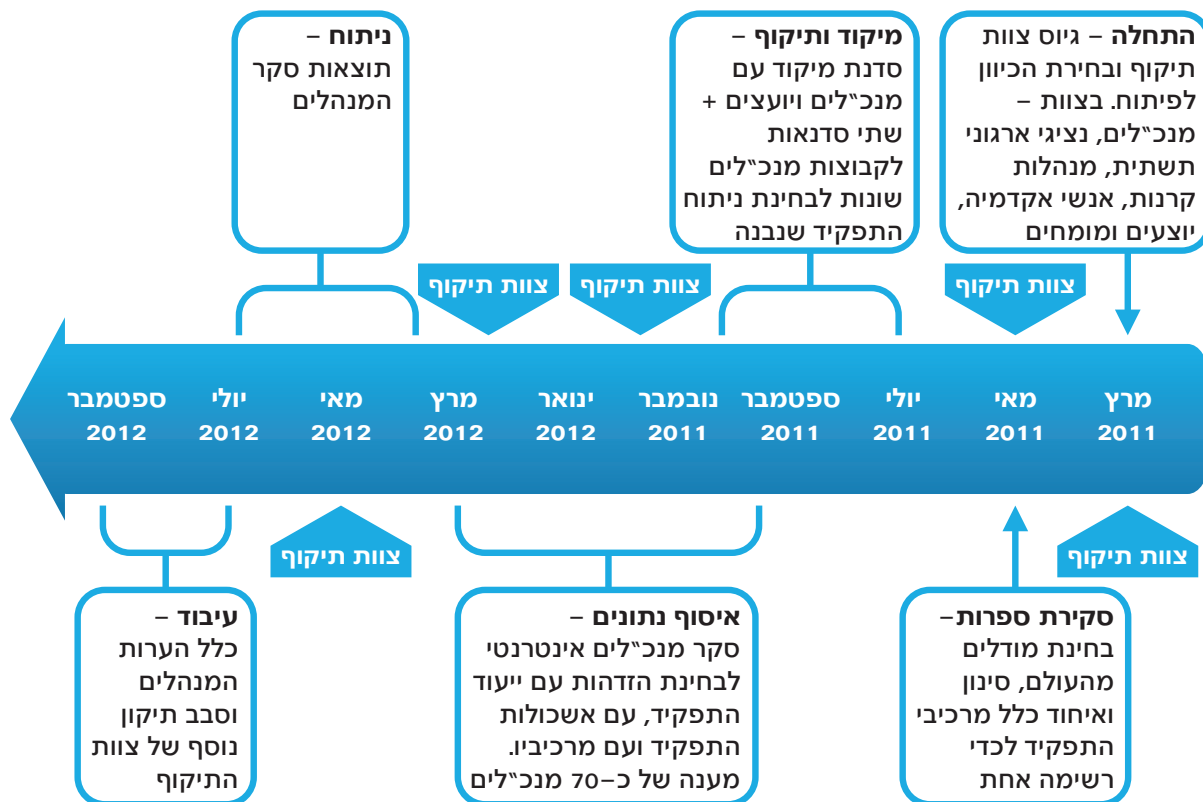 התחלה – גיוס צוות
תיקוף ובחירת הכיוון
לפיתוח. בצוות –
מנכ"לים, נציגי ארגוני
תשתית, מנהלות
קרנות, אנשי אקדמיה,
יוצעים ומומחים
מיקוד ותיקוף –
סדנת מיקוד עם
מנכ"לים ויועצים +
שתי סדנאות
לקבוצות מנכ"לים
שונות לבחינת ניתוח
התפקיד שנבנה
ניתוח –
תוצאות סקר
המנהלים
צוות תיקוף
צוות תיקוף
צוות תיקוף
מרץ
2011
מאי
2011
יולי
2011
ספטמבר
2011
נובמבר
2011
ינואר
2012
מרץ
2012
מאי
2012
יולי
2012
ספטמבר
2012
צוות תיקוף
צוות תיקוף
סקירת ספרות–
בחינת מודלים
מהעולם, סינון
ואיחוד כלל מרכיבי
התפקיד לכדי
רשימה אחת
איסוף נתונים –
סקר מנכ"לים אינטרנטי
לבחינת הזדהות עם ייעוד
התפקיד, עם אשכולות
התפקיד ועם מרכיביו.
מענה של כ–70 מנכ"לים
עיבוד –
כלל הערות
המנהלים
וסבב תיקון
נוסף של צוות
התיקוף